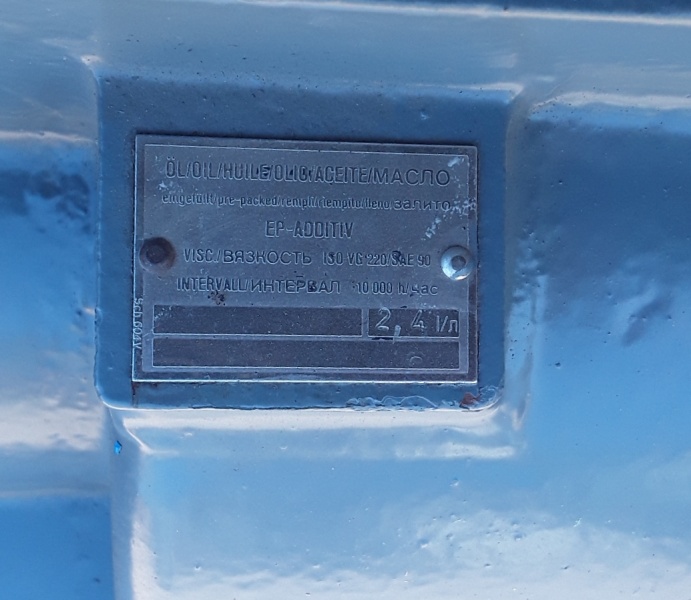 ÖL/OIL/HUILE/OLIO/ACEITE/МАСЛО
eingefüllt/pre-packed/rempli/riempito/lleno/залито
EP-ADDITIV
VISC./ВЯЗКОСТЬ ISO VG 220/SAE 90
INTERVALL/ИНТЕРВАЛ 10 000 h/час
2,4 l/л